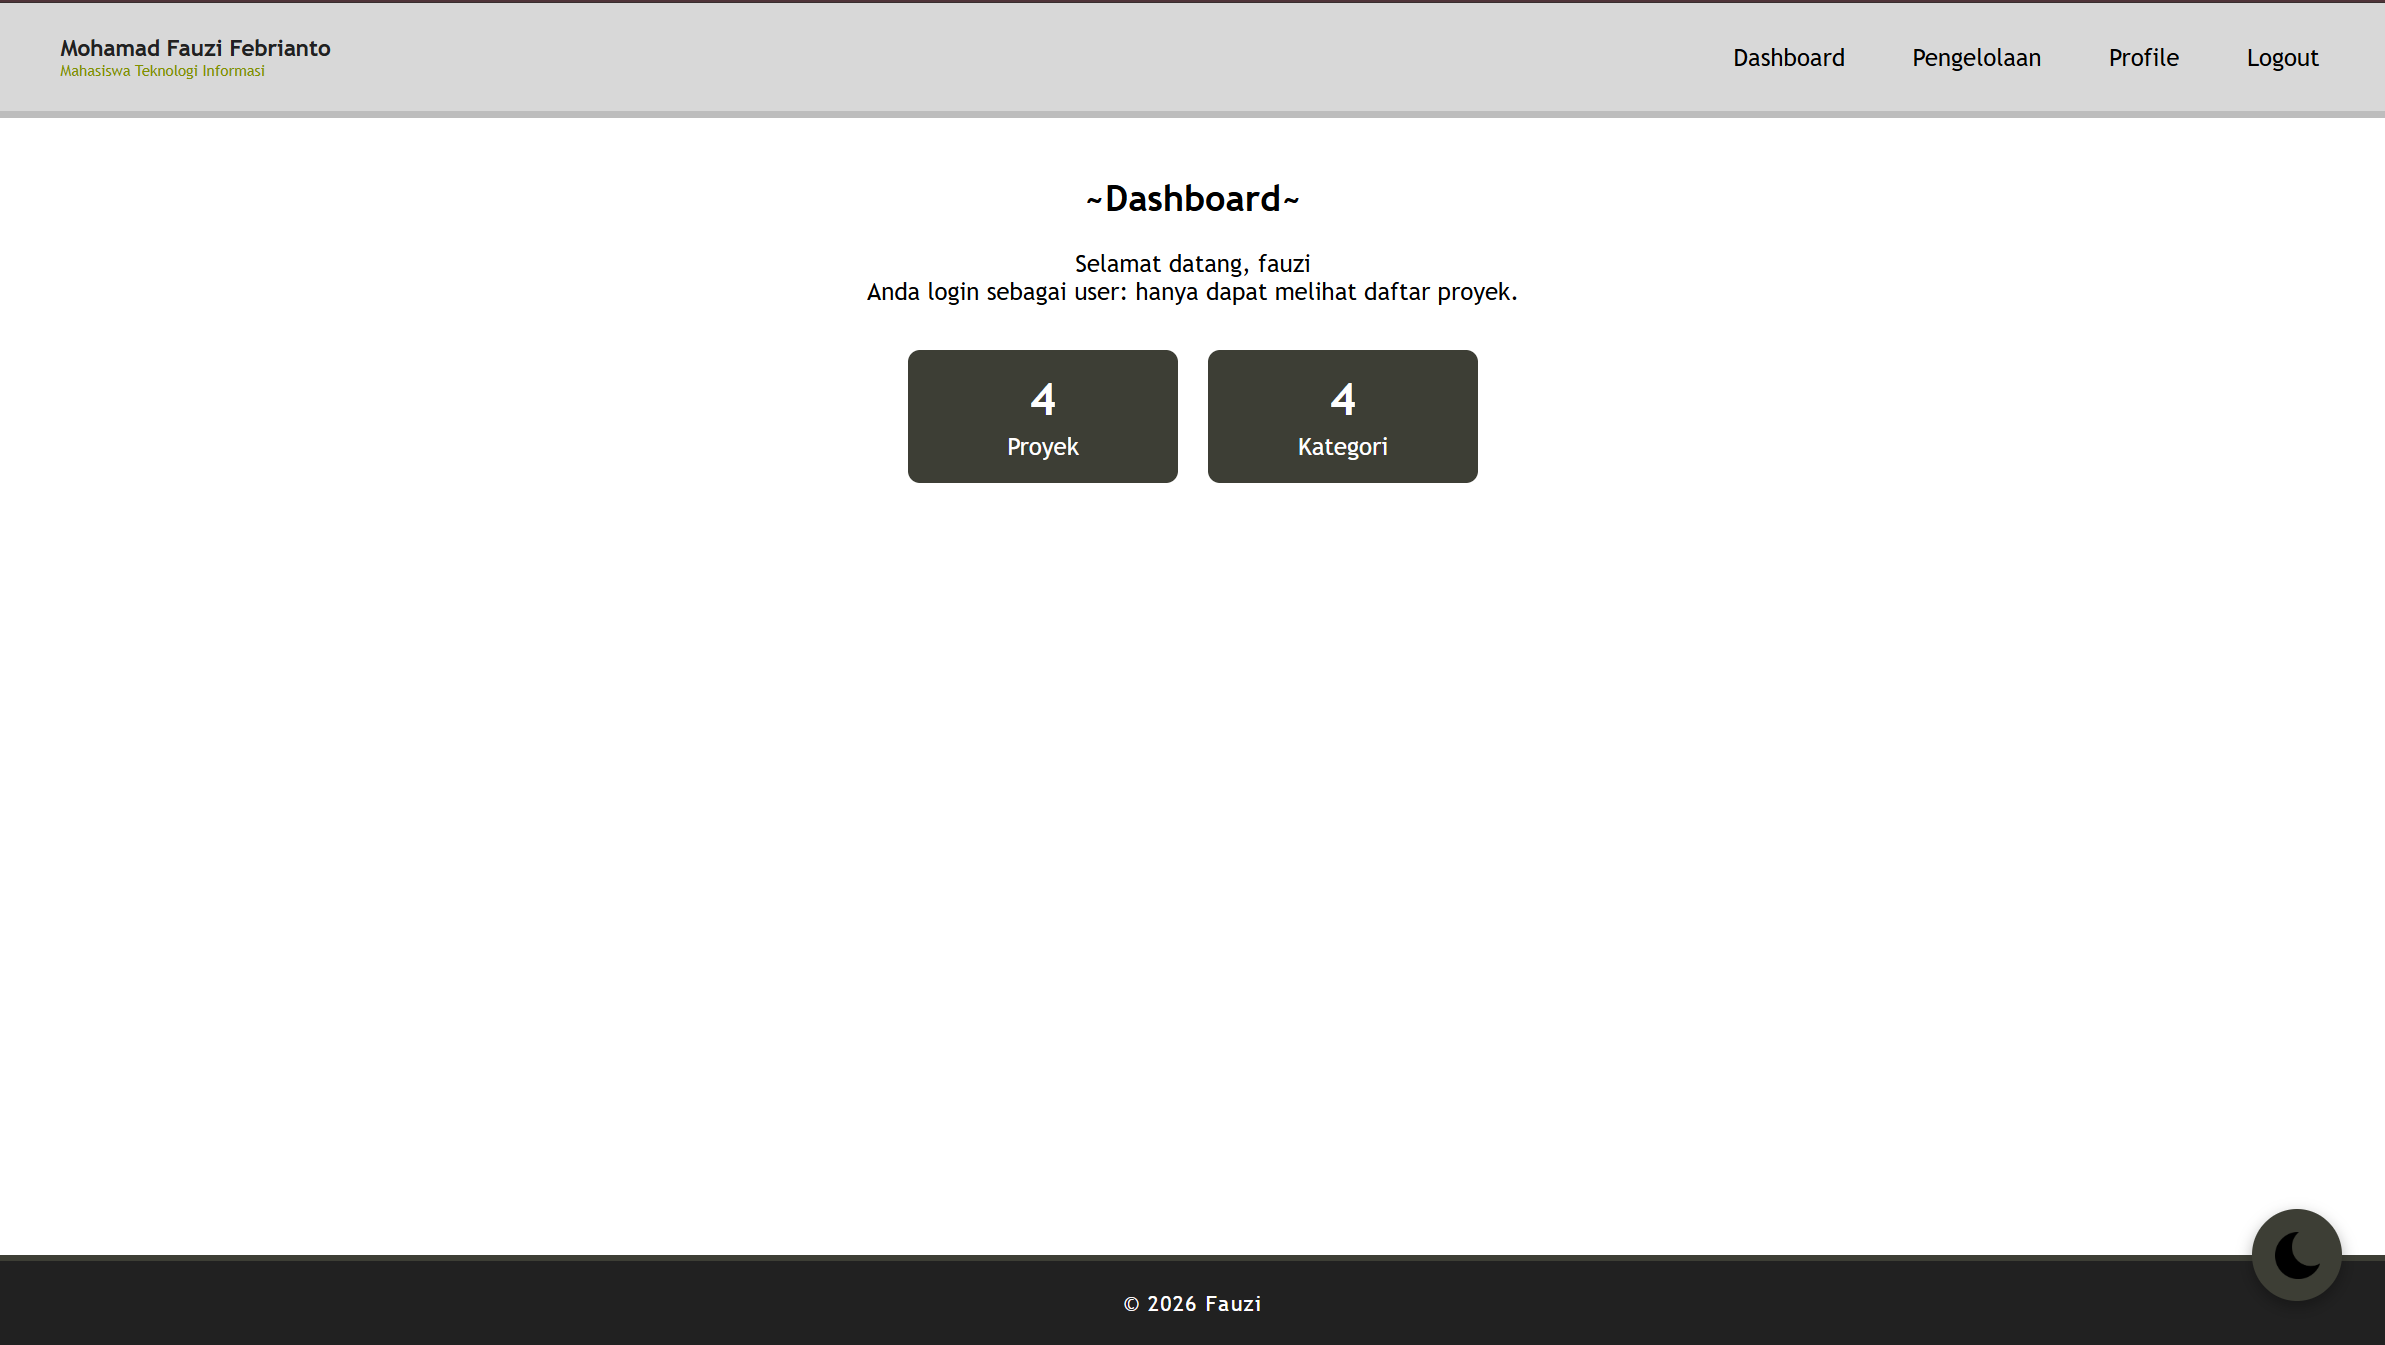 Mohamad Fauzi Febrianto
Mahasiswa Teknologi Informasi
Dashboard Pengelolaan Profile Logout
~Dashboard~
Selamat datang, fauzi
Anda login sebagai user: hanya dapat melihat daftar proyek.
4
Proyek
4
Kategori
© 2026 Fauzi